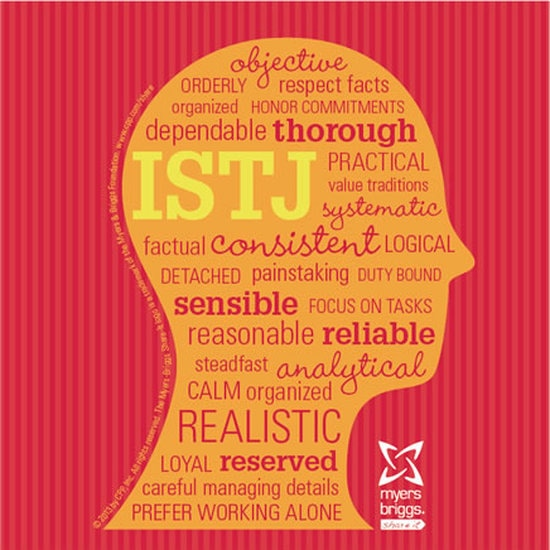 objective
ORDERLY respect facts
organized HONOR COMMITMENTS
dependable thorough
ISTJ PRACTICAL
value traditions
systematic
factual consistent LOGICAL
DETACHED painstaking DUTY BOUND
sensible FOCUS ON TASKS
reasonable reliable
steadfast analytical
CALM organized
REALISTIC
LOYAL reserved
careful managing details
PREFER WORKING ALONE
myers
briggs®
share it
© 2013 by CPP, Inc. All rights reserved. The Myers Briggs Share It logo is a trademark of the Myers & Briggs Foundation. www.cpp.com/share